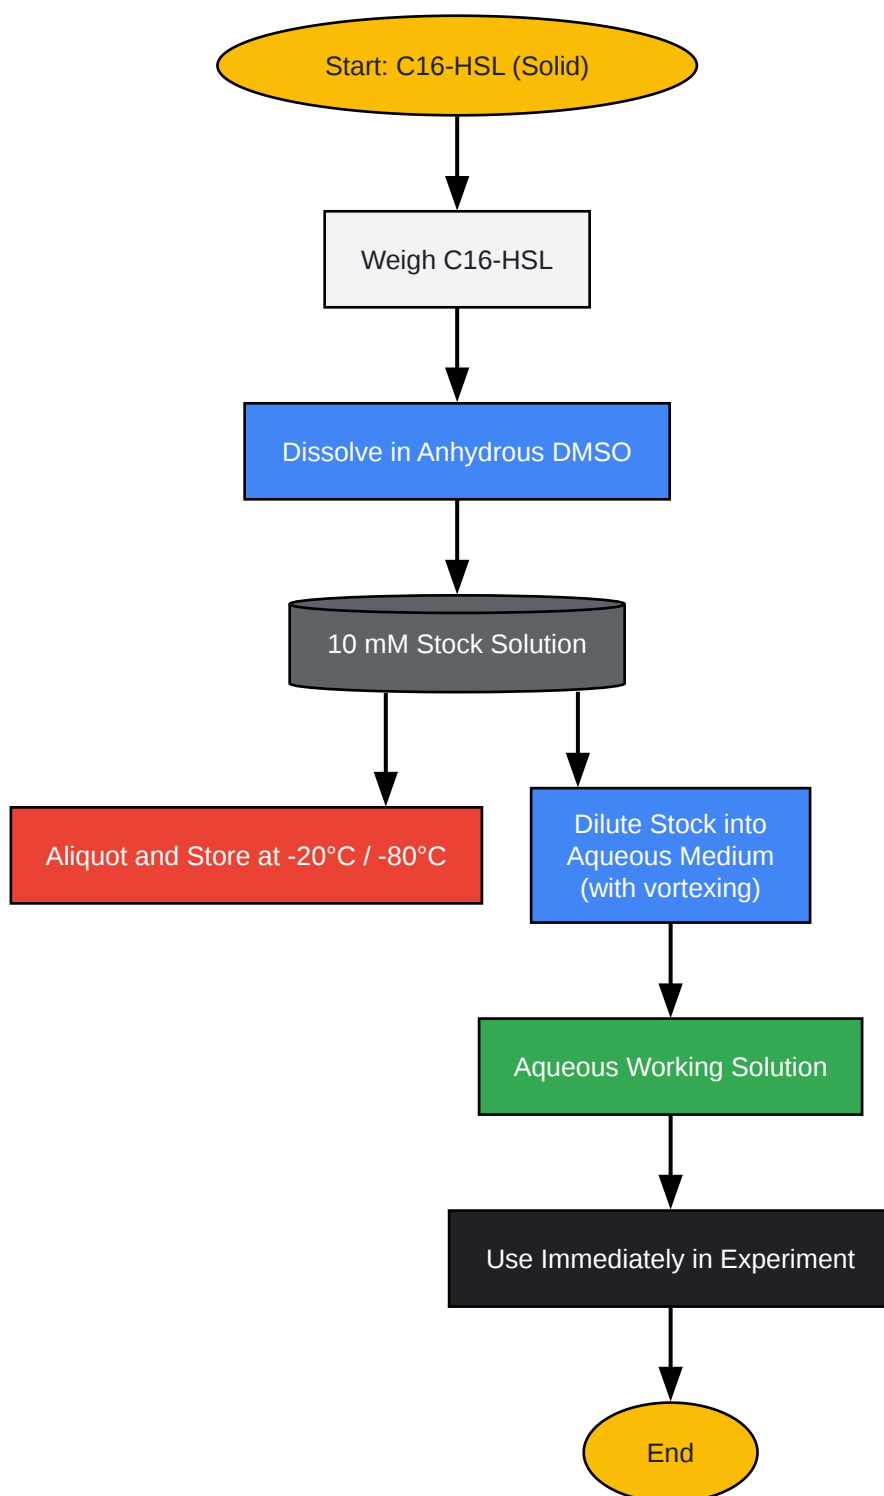 Start: C16-HSL (Solid)
Weigh C16-HSL
Dissolve in Anhydrous DMSO
10 mM Stock Solution
Aliquot and Store at -20°C / -80°C
Dilute Stock into
Aqueous Medium
(with vortexing)
Aqueous Working Solution
Use Immediately in Experiment
End